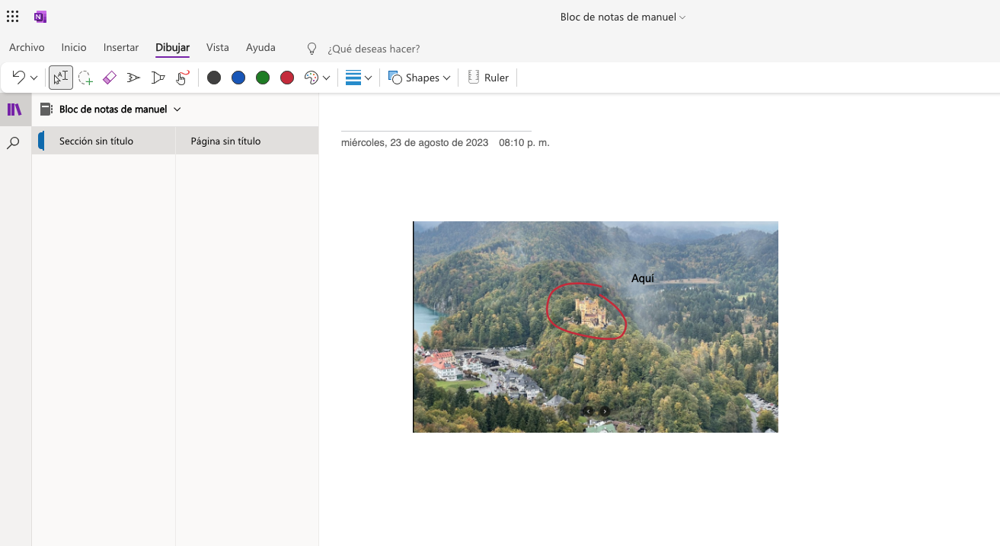 Bloc de notas de manuel
Archivo Inicio Insertar Dibujar Vista Ayuda ¿Qué deseas hacer?
Shapes Ruler
Bloc de notas de manuel
Sección sin título
Página sin título
miércoles, 23 de agosto de 2023 08:10 p. m.
Aquí